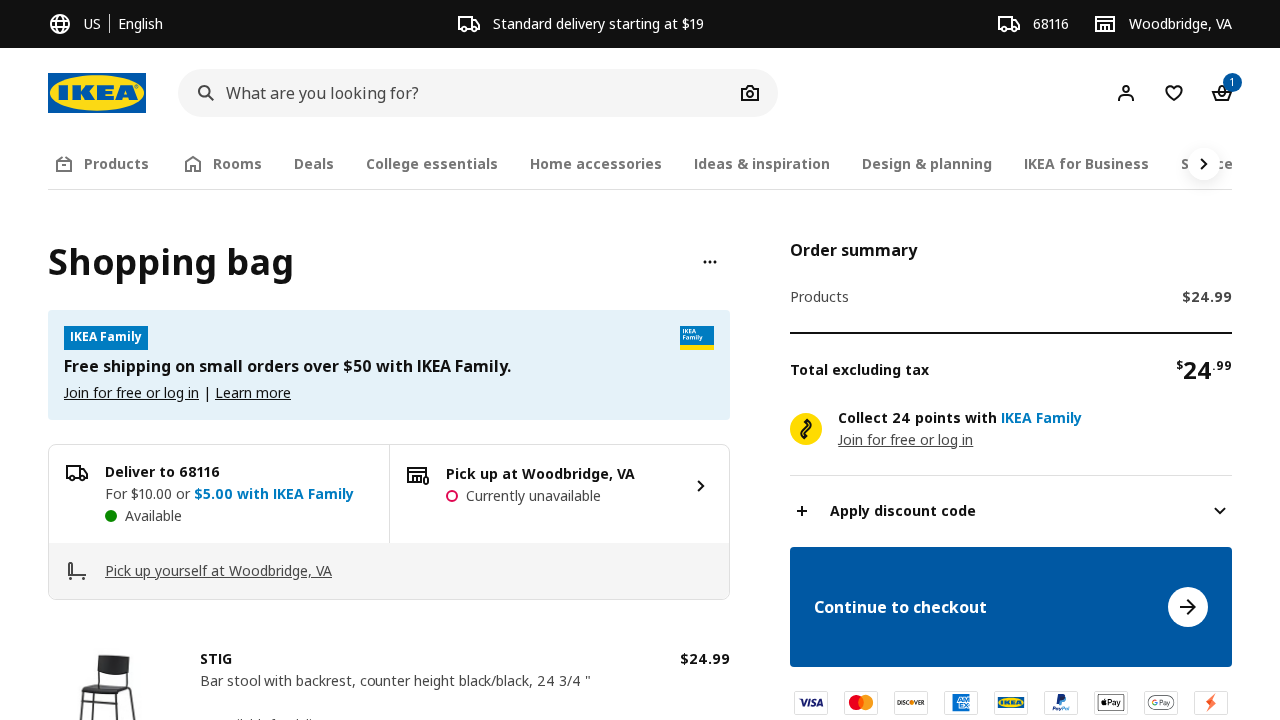 US English
Standard delivery starting at $19
68116
Woodbridge, VA
IKEA
What are you looking for?
1
Products
Rooms
Deals
College essentials
Home accessories
Ideas & inspiration
Design & planning
IKEA for Business
Shopping bag
IKEA Family
IKEA
Family
Free shipping on small orders over $50 with IKEA Family.
Join for free or log in | Learn more
Deliver to 68116
For $10.00 or $5.00 with IKEA Family
Available
Pick up at Woodbridge, VA
Currently unavailable
Pick up yourself at Woodbridge, VA
STIG
$24.99
Bar stool with backrest, counter height black/black, 24 3/4 "
Order summary
Products
$24.99
Total excluding tax
$24.99
Collect 24 points with IKEA Family
Join for free or log in
Apply discount code
Continue to checkout
VISA
DISCOVER
AMEX
IKEA
PayPal
Apple Pay
G Pay